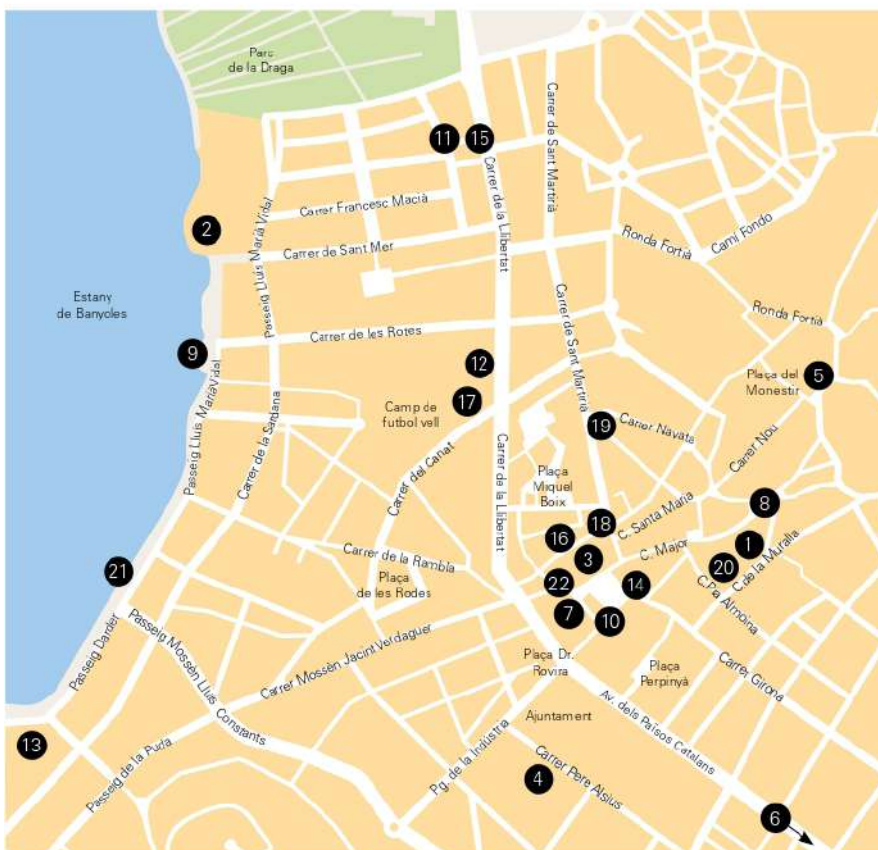 Parc
de la Draga
11
15
Carrer de Sant Martirià
Carrer de la Llibertat
Passeig Lluís Marià Vidal
Carrer Francesc Macià
2
Carrer de Sant Mer
Ronda Fortià
Camí Fondo
Estany
de Banyoles
Carrer de les Rotes
Carrer de Sant Martirià
Ronda Fortià
9
12
Plaça del
Monestir
5
Passeig Lluís Marià Vidal
Carrer de la Sardana
17
Camp de
futbol vell
Carrer del Canat
Carrer de la Llibertat
19
Carrer Navata
Carrer Nou
Plaça
Miquel
Boix
8
18
C. Santa Maria
16
C. Major
1
C. de la Muralla
3
20
Carrer de la Rambla
21
Plaça
de les Rodes
22
14
C. Pia Almoina
7
10
Passeig Darder
Passeig Mossèn Lluís Constants
Carrer Mossèn Jacint Verdaguer
Plaça Dr.
Rovira
Plaça
Perpinyà
Carrer Girona
Ajuntament
Av. dels Països Catalans
13
Passeig de la Puda
Pg. de la Indústria
4
Carrer Pere Alsius
6